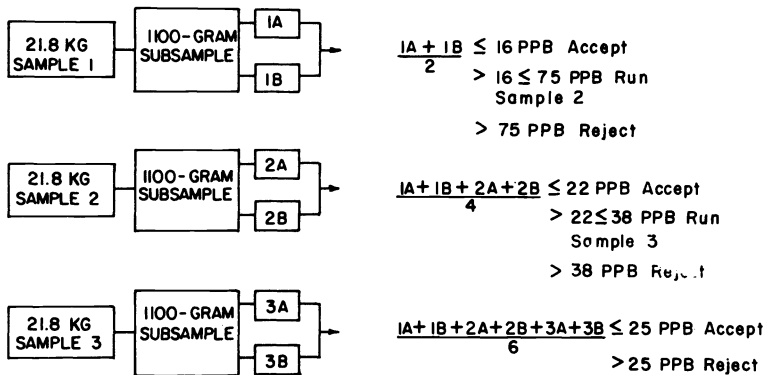 21.8 KG
SAMPLE 1
1100-GRAM
SUBSAMPLE
1A
1B
1A + 1B
2
≤ 16 PPB Accept
> 16 ≤ 75 PPB Run
Sample 2
> 75 PPB Reject
21.8 KG
SAMPLE 2
1100-GRAM
SUBSAMPLE
2A
2B
1A + 1B + 2A + 2B
4
≤ 22 PPB Accept
> 22 ≤ 38 PPB Run
Sample 3
> 38 PPB
21.8 KG
SAMPLE 3
1100-GRAM
SUBSAMPLE
3A
3B
1A + 1B + 2A + 2B + 3A + 3B
6
≤ 25 PPB Accept
> 25 PPB Reject